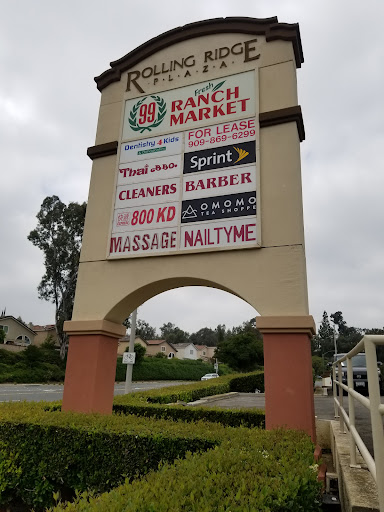 ROLLING RIDGE
PLAZA
Fresh
99 RANCH
MARKET
Dentistry 4 Kids
FOR LEASE
909-869-6299
Thai
Sprint
CLEANERS
BARBER
800 KD
OMOMO
TEA SHOPPE
MASSAGE
NAILTYME